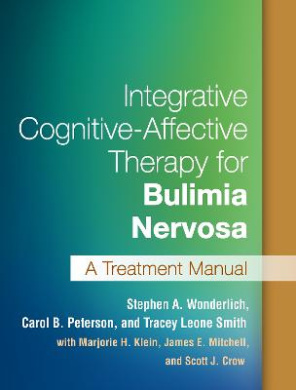 Integrative
Cognitive-Affective
Therapy for
Bulimia
Nervosa
A Treatment Manual
Stephen A. Wonderlich,
Carol B. Peterson, and Tracey Leone Smith
with Marjorie H. Klein, James E. Mitchell,
and Scott J. Crow